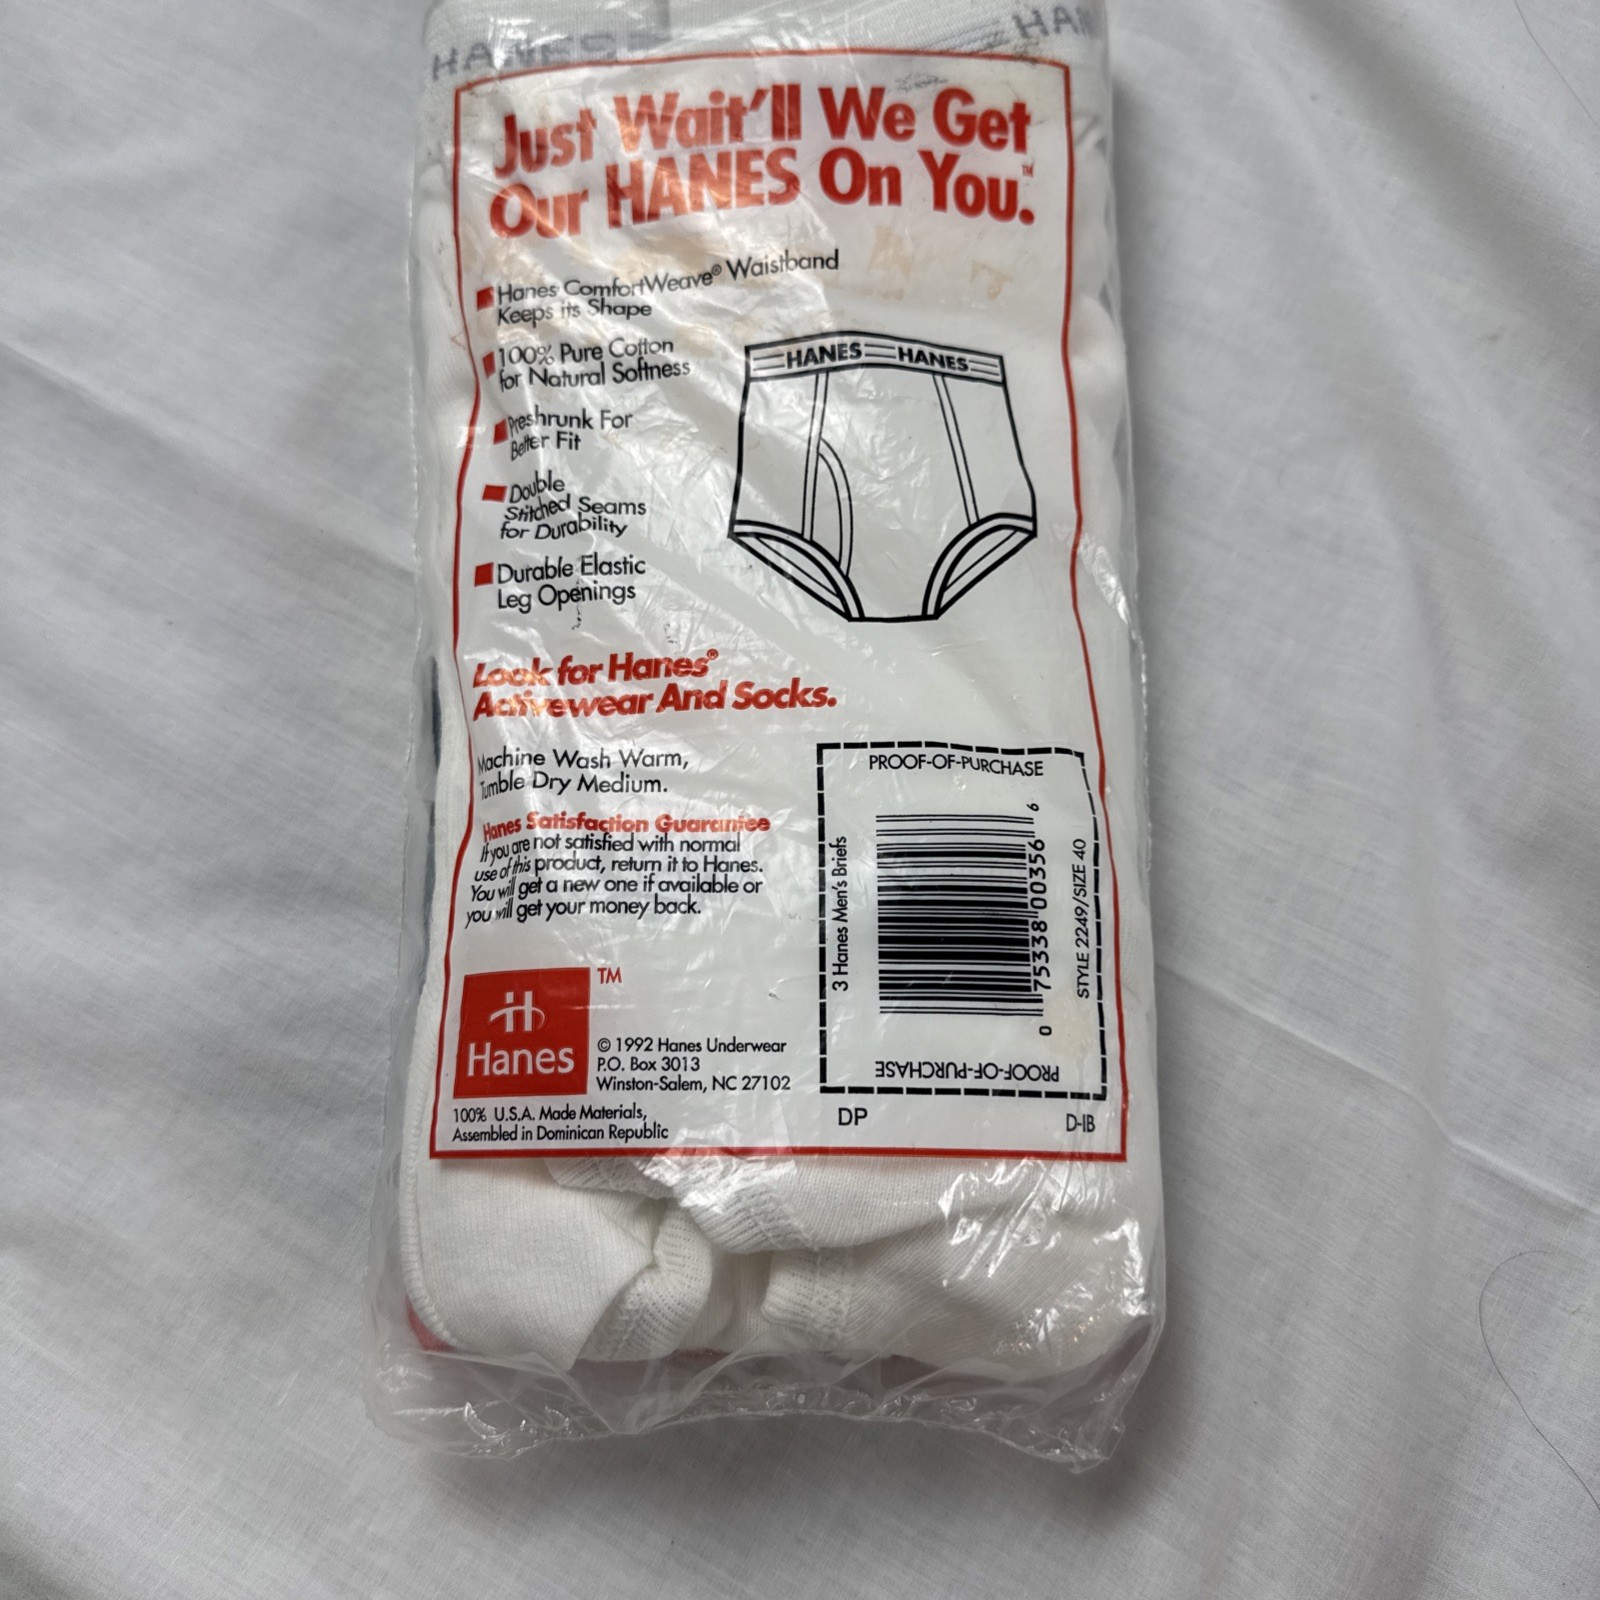 HANES
HAN
Just Wait'll We Get
Our HANES On You.™
Hanes ComfortWeave® Waistband
Keeps its Shape
100% Pure Cotton
for Natural Softness
Preshrunk For
Better Fit
Double
Stitched Seams
for Durability
Durable Elastic
Leg Openings
HANES HANES
Look for Hanes®
Activewear And Socks.
Machine Wash Warm,
Tumble Dry Medium.
Hanes Satisfaction Guarantee
If you are not satisfied with normal
use of this product, return it to Hanes.
You will get a new one if available or
you will get your money back.
Hanes
TM
© 1992 Hanes Underwear
P.O. Box 3013
Winston-Salem, NC 27102
100% U.S.A. Made Materials,
Assembled in Dominican Republic
PROOF-OF-PURCHASE
3 Hanes Men's Briefs
0 75338 00356 6
STYLE 2249/SIZE 40
PROOF-OF-PURCHASE
DP
D-IB